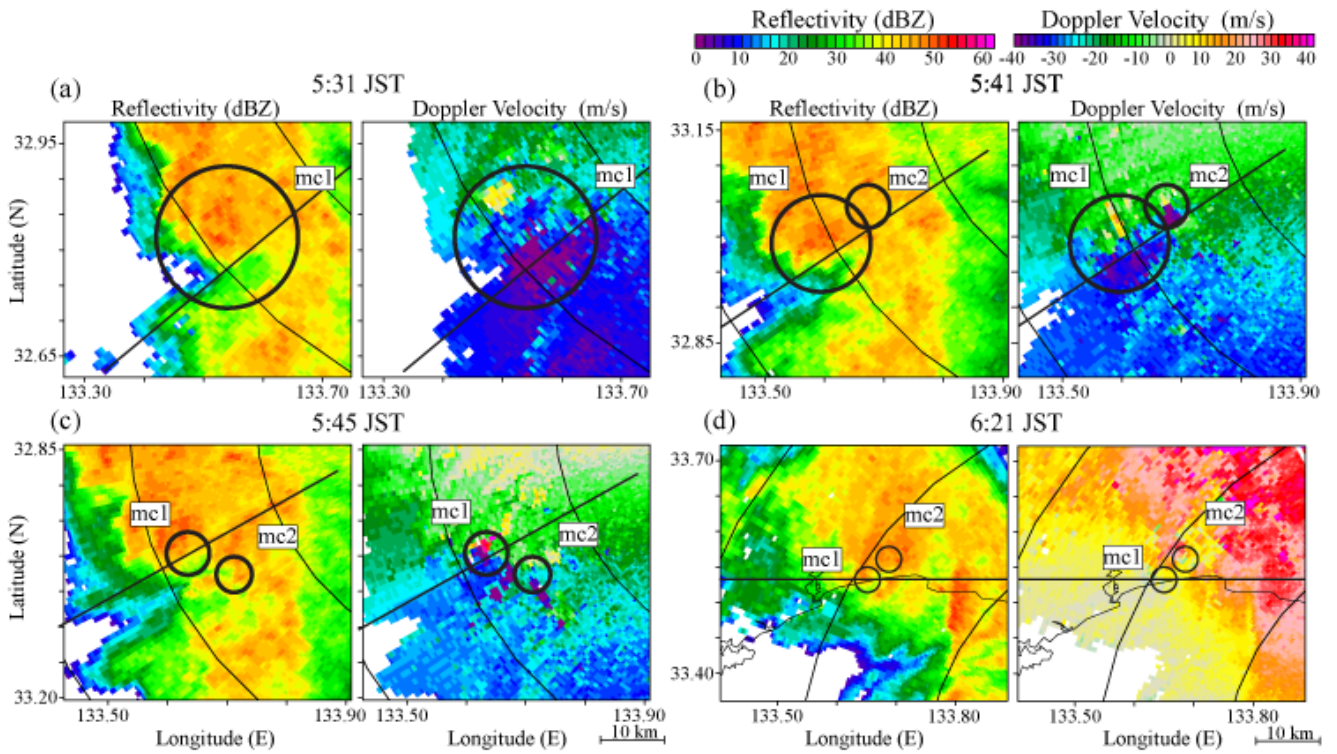 Reflectivity (dBZ) Doppler Velocity (m/s)
0 10 20 30 40 50 60 -40 -30 -20 -10 0 10 20 30 40
(a) 5:31 JST (b) 5:41 JST
Reflectivity (dBZ) Doppler Velocity (m/s) Reflectivity (dBZ) Doppler Velocity (m/s)
32.95 33.15
mc1 mc1 mc1 mc2 mc1 mc2
Latitude (N)
32.65 32.85
133.30 133.70 133.30 133.70 133.50 133.90 133.50 133.90
(c) 5:45 JST (d) 6:21 JST
32.85 33.70
mc1 mc2 mc1 mc2 mc1 mc2 mc1 mc2
Latitude (N)
33.20 33.40
133.50 133.90 133.50 133.90 133.50 133.80 133.50 133.80
Longitude (E) Longitude (E) 10 km Longitude (E) Longitude (E) 10 km